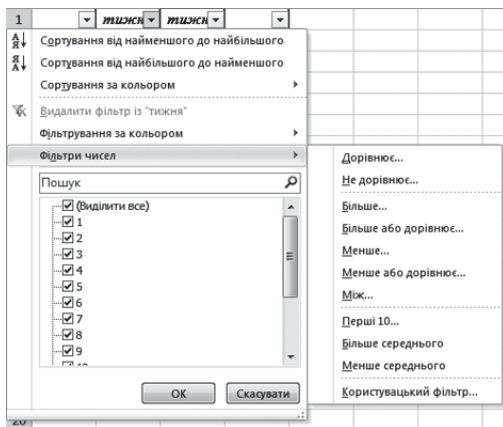 1 тижн тижн
Сортування від найменшого до найбільшого
Сортування від найбільшого до найменшого
Сортування за кольором
Видалити фільтр із "тижня"
Фільтрування за кольором
Фільтри чисел
Пошук
(Виділити все)
1
2
3
4
5
6
7
8
9
ОК Скасувати
Дорівнює...
Не дорівнює...
Більше...
Більше або дорівнює...
Менше...
Менше або дорівнює...
Між...
Перші 10...
Більше середнього
Менше середнього
Користувацький фільтр...
20